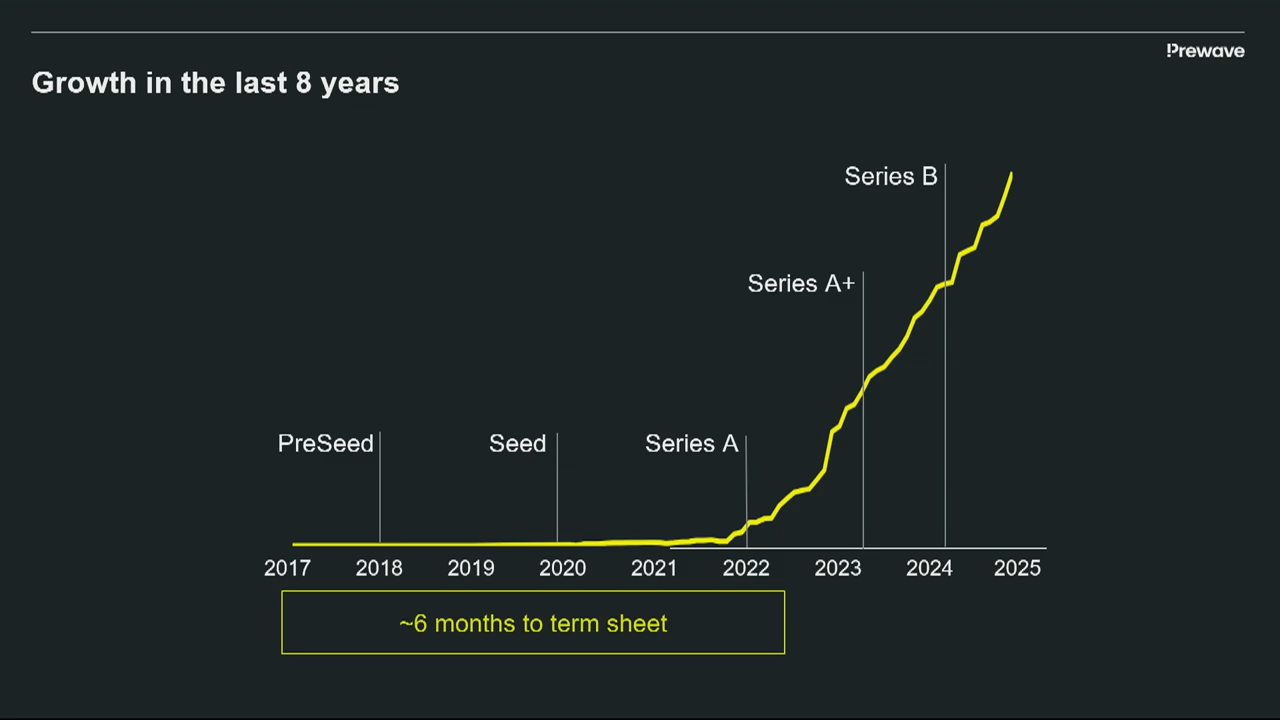 Prewave
Growth in the last 8 years
Series B
Series A+
PreSeed
Seed
Series A
2017 2018 2019 2020 2021 2022 2023 2024 2025
~6 months to term sheet